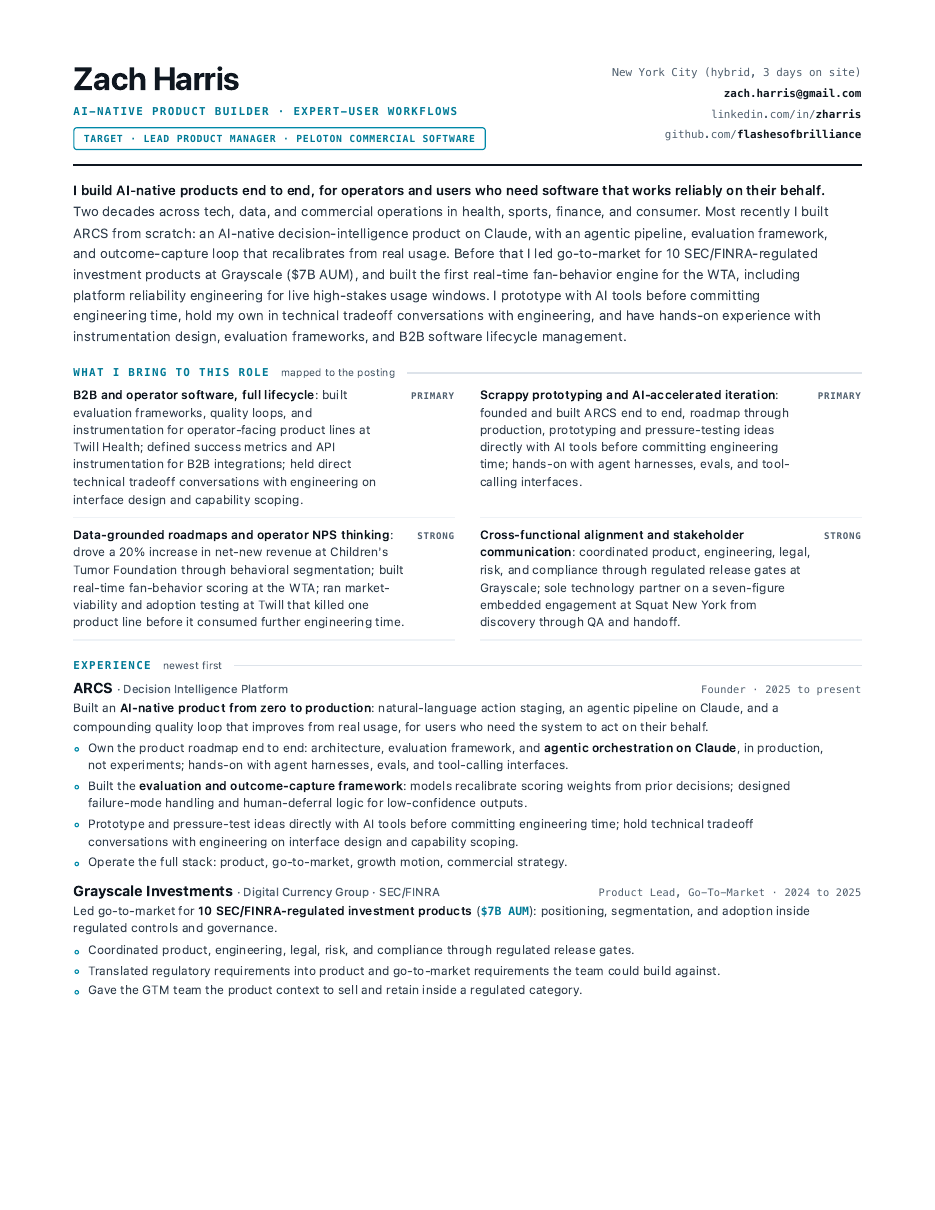 Zach Harris
AI-NATIVE PRODUCT BUILDER · EXPERT-USER WORKFLOWS
TARGET · LEAD PRODUCT MANAGER · PELOTON COMMERCIAL SOFTWARE
New York City (hybrid, 3 days on site)
zach.harris@gmail.com
linkedin.com/in/zharris
github.com/flashesofbrilliance
I build AI-native products end to end, for operators and users who need software that works reliably on their behalf.
Two decades across tech, data, and commercial operations in health, sports, finance, and consumer. Most recently I built
ARCS from scratch: an AI-native decision-intelligence product on Claude, with an agentic pipeline, evaluation framework,
and outcome-capture loop that recalibrates from real usage. Before that I led go-to-market for 10 SEC/FINRA-regulated
investment products at Grayscale ($7B AUM), and built the first real-time fan-behavior engine for the WTA, including
platform reliability engineering for live high-stakes usage windows. I prototype with AI tools before committing
engineering time, hold my own in technical tradeoff conversations with engineering, and have hands-on experience with
instrumentation design, evaluation frameworks, and B2B software lifecycle management.
WHAT I BRING TO THIS ROLE mapped to the posting
B2B and operator software, full lifecycle: built PRIMARY
evaluation frameworks, quality loops, and
instrumentation for operator-facing product lines at
Twill Health; defined success metrics and API
instrumentation for B2B integrations; held direct
technical tradeoff conversations with engineering on
interface design and capability scoping.
Scrappy prototyping and AI-accelerated iteration: PRIMARY
founded and built ARCS end to end, roadmap through
production, prototyping and pressure-testing ideas
directly with AI tools before committing engineering
time; hands-on with agent harnesses, evals, and tool-
calling interfaces.
Data-grounded roadmaps and operator NPS thinking: STRONG
drove a 20% increase in net-new revenue at Children's
Tumor Foundation through behavioral segmentation; built
real-time fan-behavior scoring at the WTA; ran market-
viability and adoption testing at Twill that killed one
product line before it consumed further engineering time.
Cross-functional alignment and stakeholder STRONG
communication: coordinated product, engineering, legal,
risk, and compliance through regulated release gates at
Grayscale; sole technology partner on a seven-figure
embedded engagement at Squat New York from
discovery through QA and handoff.
EXPERIENCE newest first
ARCS · Decision Intelligence Platform Founder · 2025 to present
Built an AI-native product from zero to production: natural-language action staging, an agentic pipeline on Claude, and a
compounding quality loop that improves from real usage, for users who need the system to act on their behalf.
Own the product roadmap end to end: architecture, evaluation framework, and agentic orchestration on Claude, in production,
not experiments; hands-on with agent harnesses, evals, and tool-calling interfaces.
Built the evaluation and outcome-capture framework: models recalibrate scoring weights from prior decisions; designed
failure-mode handling and human-deferral logic for low-confidence outputs.
Prototype and pressure-test ideas directly with AI tools before committing engineering time; hold technical tradeoff
conversations with engineering on interface design and capability scoping.
Operate the full stack: product, go-to-market, growth motion, commercial strategy.
Grayscale Investments · Digital Currency Group · SEC/FINRA Product Lead, Go-To-Market · 2024 to 2025
Led go-to-market for 10 SEC/FINRA-regulated investment products ($7B AUM): positioning, segmentation, and adoption inside
regulated controls and governance.
Coordinated product, engineering, legal, risk, and compliance through regulated release gates.
Translated regulatory requirements into product and go-to-market requirements the team could build against.
Gave the GTM team the product context to sell and retain inside a regulated category.